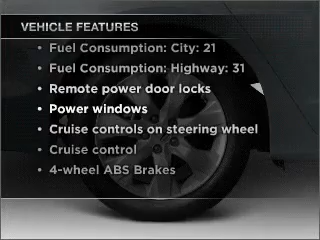 VEHICLE FEATURES
• Fuel Consumption: City: 21
• Fuel Consumption: Highway: 31
• Remote power door locks
• Power windows
• Cruise controls on steering wheel
• Cruise control
• 4-wheel ABS Brakes